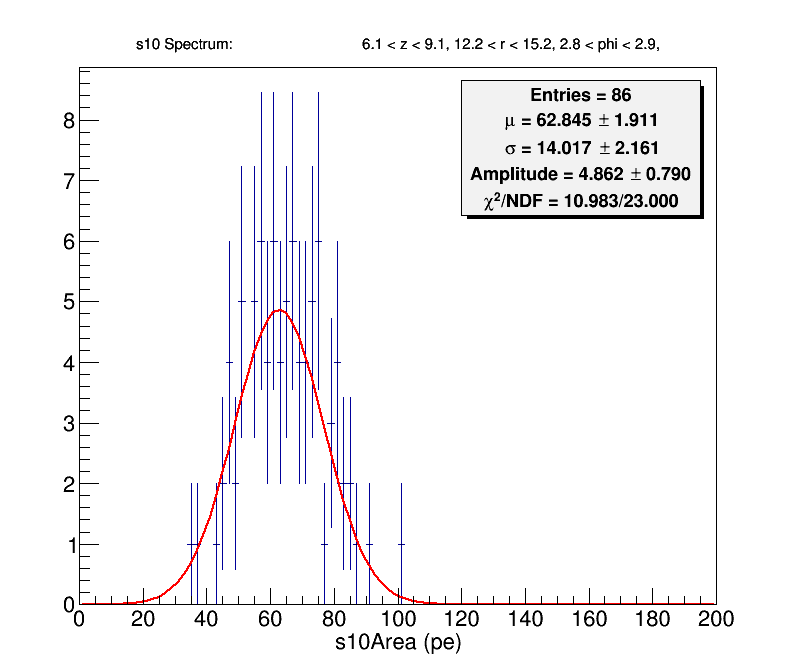 s10 Spectrum: 6.1 < z < 9.1, 12.2 < r < 15.2, 2.8 < phi < 2.9,
Entries = 86
μ = 62.845 ± 1.911
σ = 14.017 ± 2.161
Amplitude = 4.862 ± 0.790
χ²/NDF = 10.983/23.000
8
7
6
5
4
3
2
1
0
0 20 40 60 80 100 120 140 160 180 200
s10Area (pe)